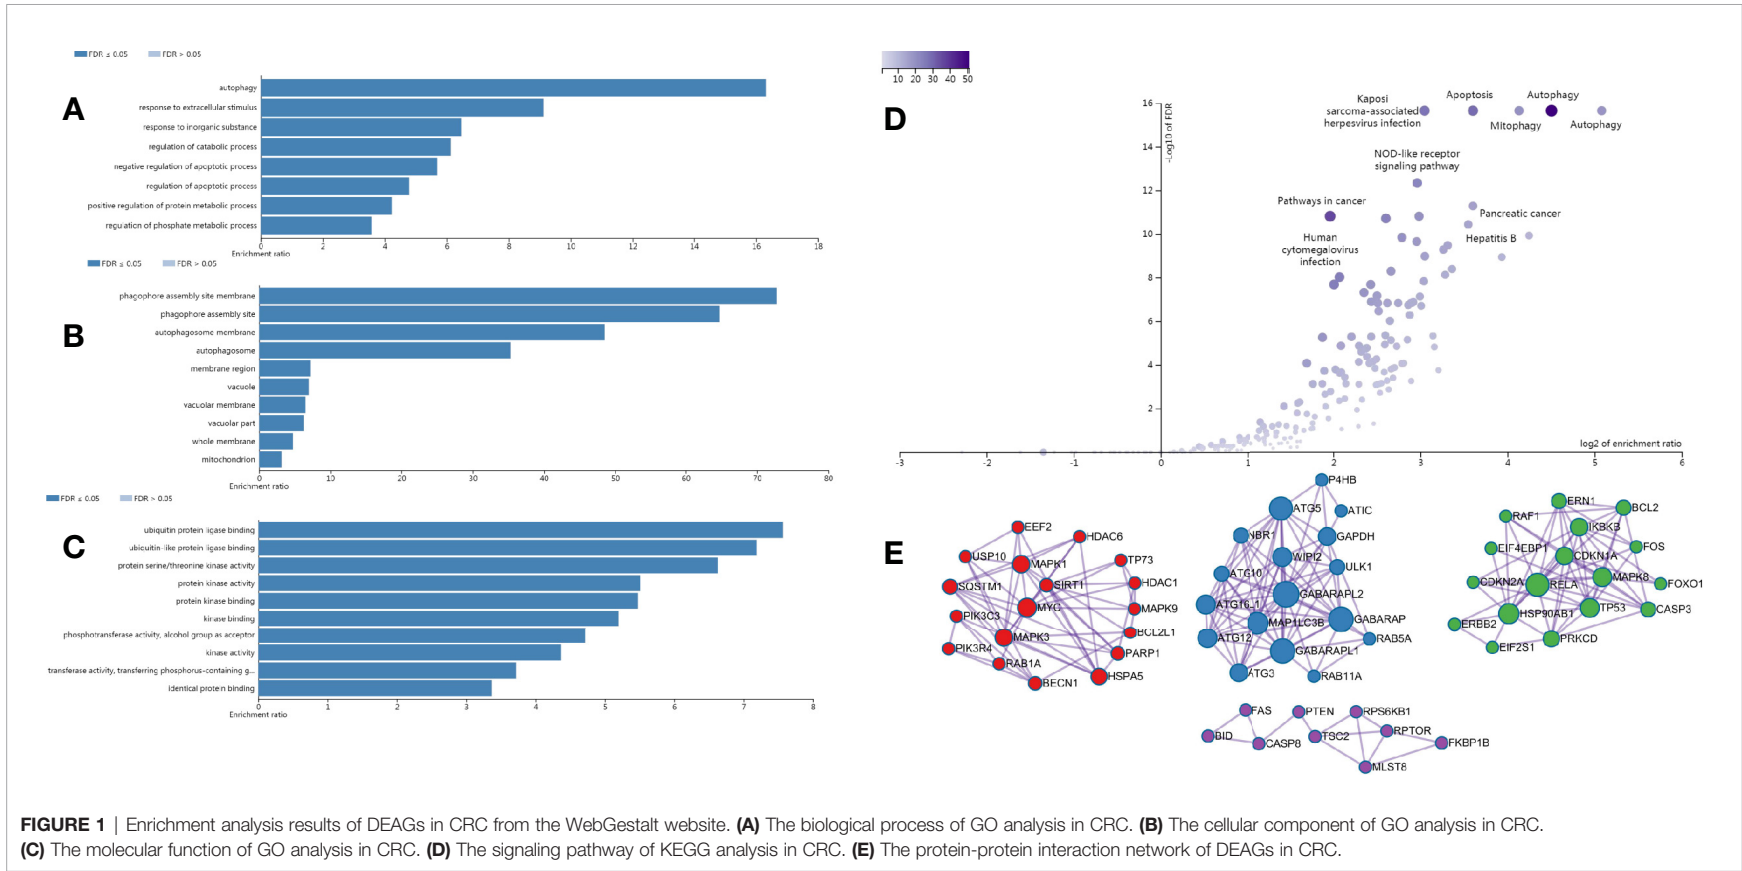 FDR ≤ 0.05 FDR > 0.05
A
autophagy
response to extracellular stimulus
response to inorganic substance
regulation of catabolic process
negative regulation of apoptotic process
regulation of apoptotic process
positive regulation of protein metabolic process
regulation of phosphate metabolic process
0 2 4 6 8 10 12 14 16 18
Enrichment ratio
FDR ≤ 0.05 FDR > 0.05
B
phagophore assembly site membrane
phagophore assembly site
autophagosome membrane
autophagosome
membrane region
vacuole
vacuolar membrane
vacuolar part
whole membrane
mitochondrion
0 10 20 30 40 50 60 70 80
Enrichment ratio
FDR ≤ 0.05 FDR > 0.05
C
ubiquitin protein ligase binding
ubiquitin-like protein ligase binding
protein serine/threonine kinase activity
protein kinase activity
protein kinase binding
kinase binding
phosphotransferase activity, alcohol group as acceptor
kinase activity
transferase activity, transferring phosphorus-containing g...
identical protein binding
0 1 2 3 4 5 6 7 8
Enrichment ratio
10 20 30 40 50
D
-Log10 of FDR
16
14
12
10
8
6
4
2
Kaposi
sarcoma-associated
herpesvirus infection
Apoptosis
Autophagy
Mitophagy
Autophagy
NOD-like receptor
signaling pathway
Pathways in cancer
Pancreatic cancer
Human
cytomegalovirus
infection
Hepatitis B
log2 of enrichment ratio
-3 -2 -1 0 1 2 3 4 5 6
E
EEF2
HDAC6
USP10
MAPK1
TP73
SQSTM1
SIRT1
HDAC1
MYC
MAPK9
PIK3C3
MAPK3
BCL2L1
PIK3R4
PARP1
RAB1A
BECN1
HSPA5
P4HB
ATG5
ATIC
NBR1
GAPDH
WIPI2
ULK1
ATG10
GABARAPL2
ATG16L1
MAP1LC3B
GABARAP
ATG12
RAB5A
GABARAPL1
ATG3
RAB11A
ERN1
BCL2
RAF1
IKBKB
EIF4EBP1
CDKN1A
FOS
CDKN2A
RELA
MAPK8
FOXO1
HSP90AB1
TP53
CASP3
ERBB2
PRKCD
EIF2S1
FAS
PTEN
RPS6KB1
BID
CASP8
TSC2
RPTOR
FKBP1B
MLST8
FIGURE 1 | Enrichment analysis results of DEAGs in CRC from the WebGestalt website. (A) The biological process of GO analysis in CRC. (B) The cellular component of GO analysis in CRC.
(C) The molecular function of GO analysis in CRC. (D) The signaling pathway of KEGG analysis in CRC. (E) The protein-protein interaction network of DEAGs in CRC.